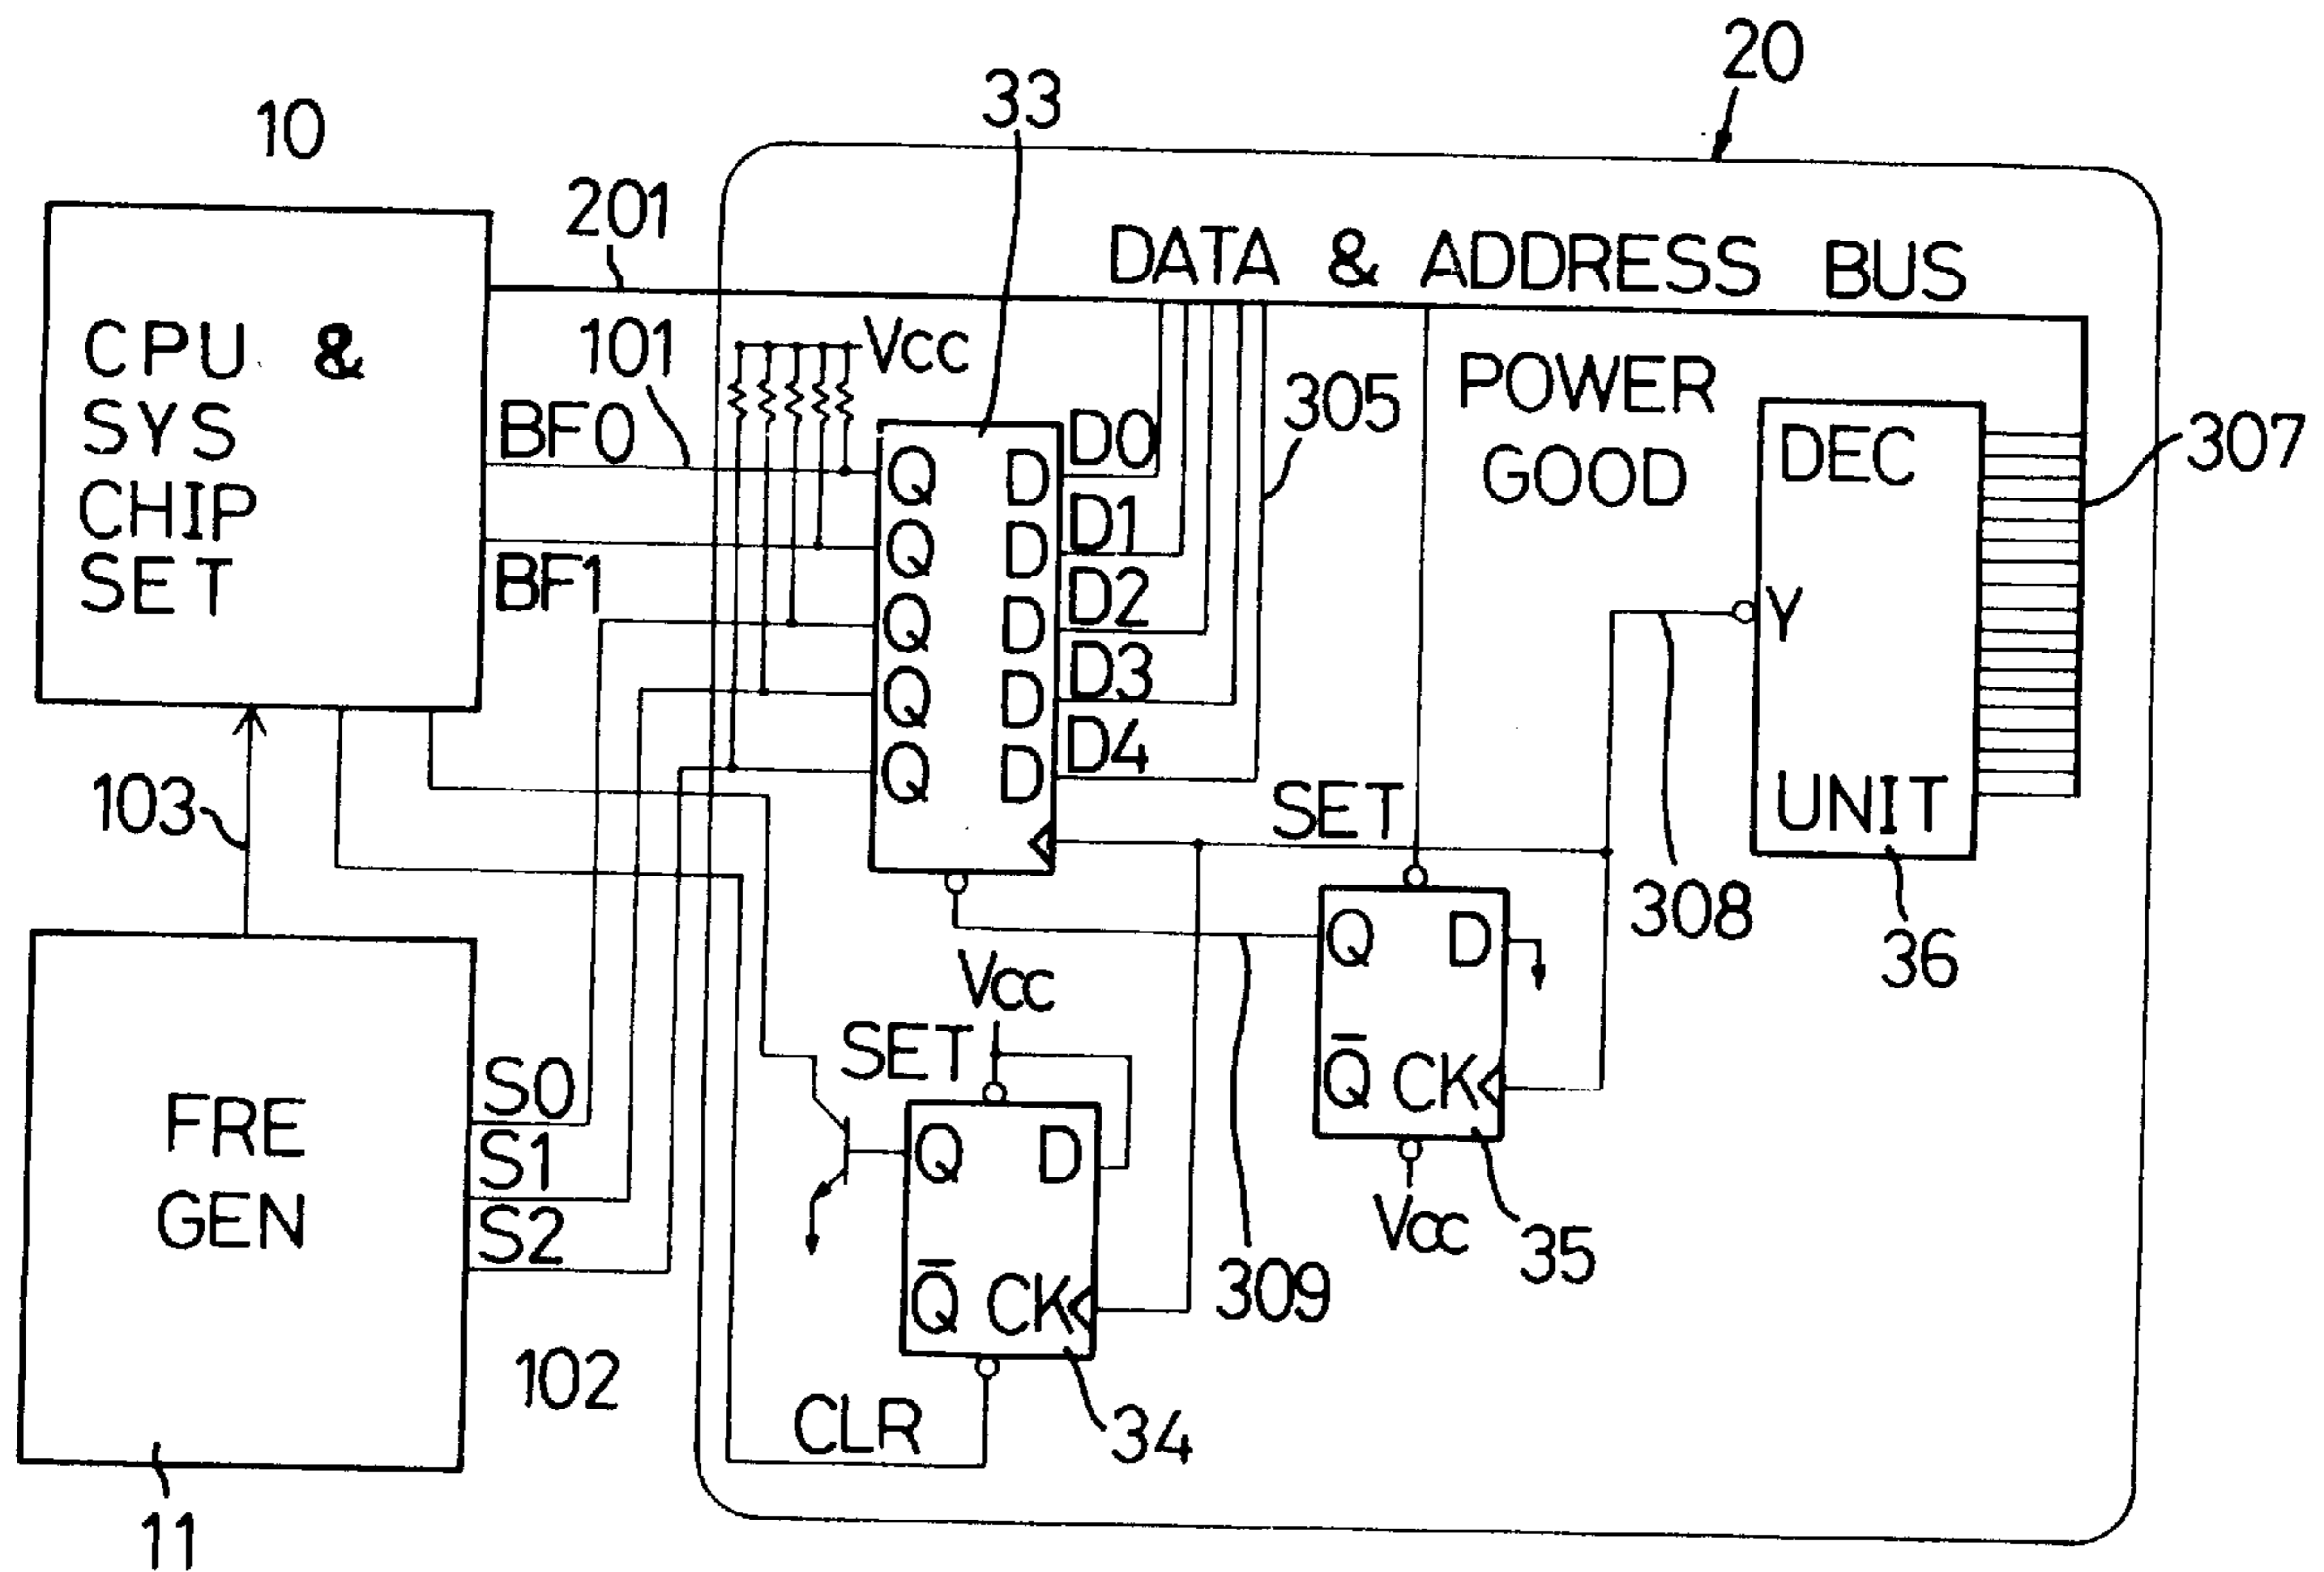 20
33
10
201
DATA & ADDRESS BUS
CPU &
SYS
CHIP
SET
101
VCC
BF0
BF1
305
POWER
GOOD
307
DEC
Y
UNIT
Q D D0
Q D D1
Q D D2
Q D D3
Q D D4
SET
308
36
103
Q D
Q̅ CK
VCC
35
309
VCC
SET
Q D
Q̅ CK
34
CLR
FRE
GEN
S0
S1
S2
102
11